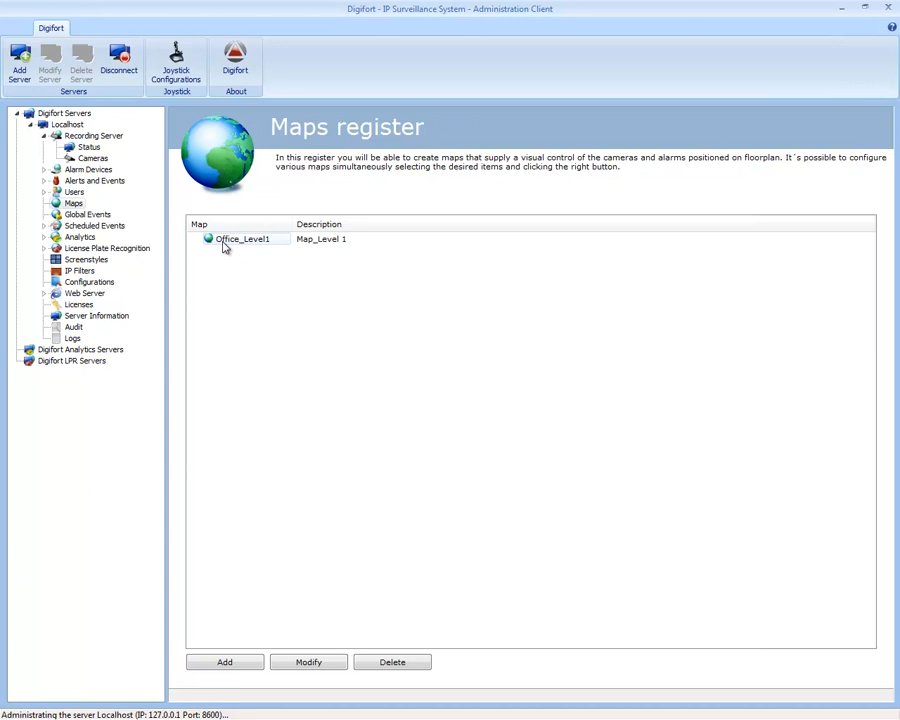 Digifort - IP Surveillance System - Administration Client
Digifort
Add Server
Modify Server
Delete Server
Disconnect
Joystick Configurations
Digifort
Servers
Joystick
About
Digifort Servers
Localhost
Recording Server
Status
Cameras
Alarm Devices
Alerts and Events
Users
Maps
Global Events
Scheduled Events
Analytics
License Plate Recognition
Screenstyles
IP Filters
Configurations
Web Server
Licenses
Server Information
Audit
Logs
Digifort Analytics Servers
Digifort LPR Servers
Maps register
In this register you will be able to create maps that supply a visual control of the cameras and alarms positioned on floorplan. It´s possible to configure
various maps simultaneously selecting the desired items and clicking the right button.
Map Description
Office_Level1 Map_Level 1
Add Modify Delete
Administrating the server Localhost (IP: 127.0.0.1 Port: 8600)...